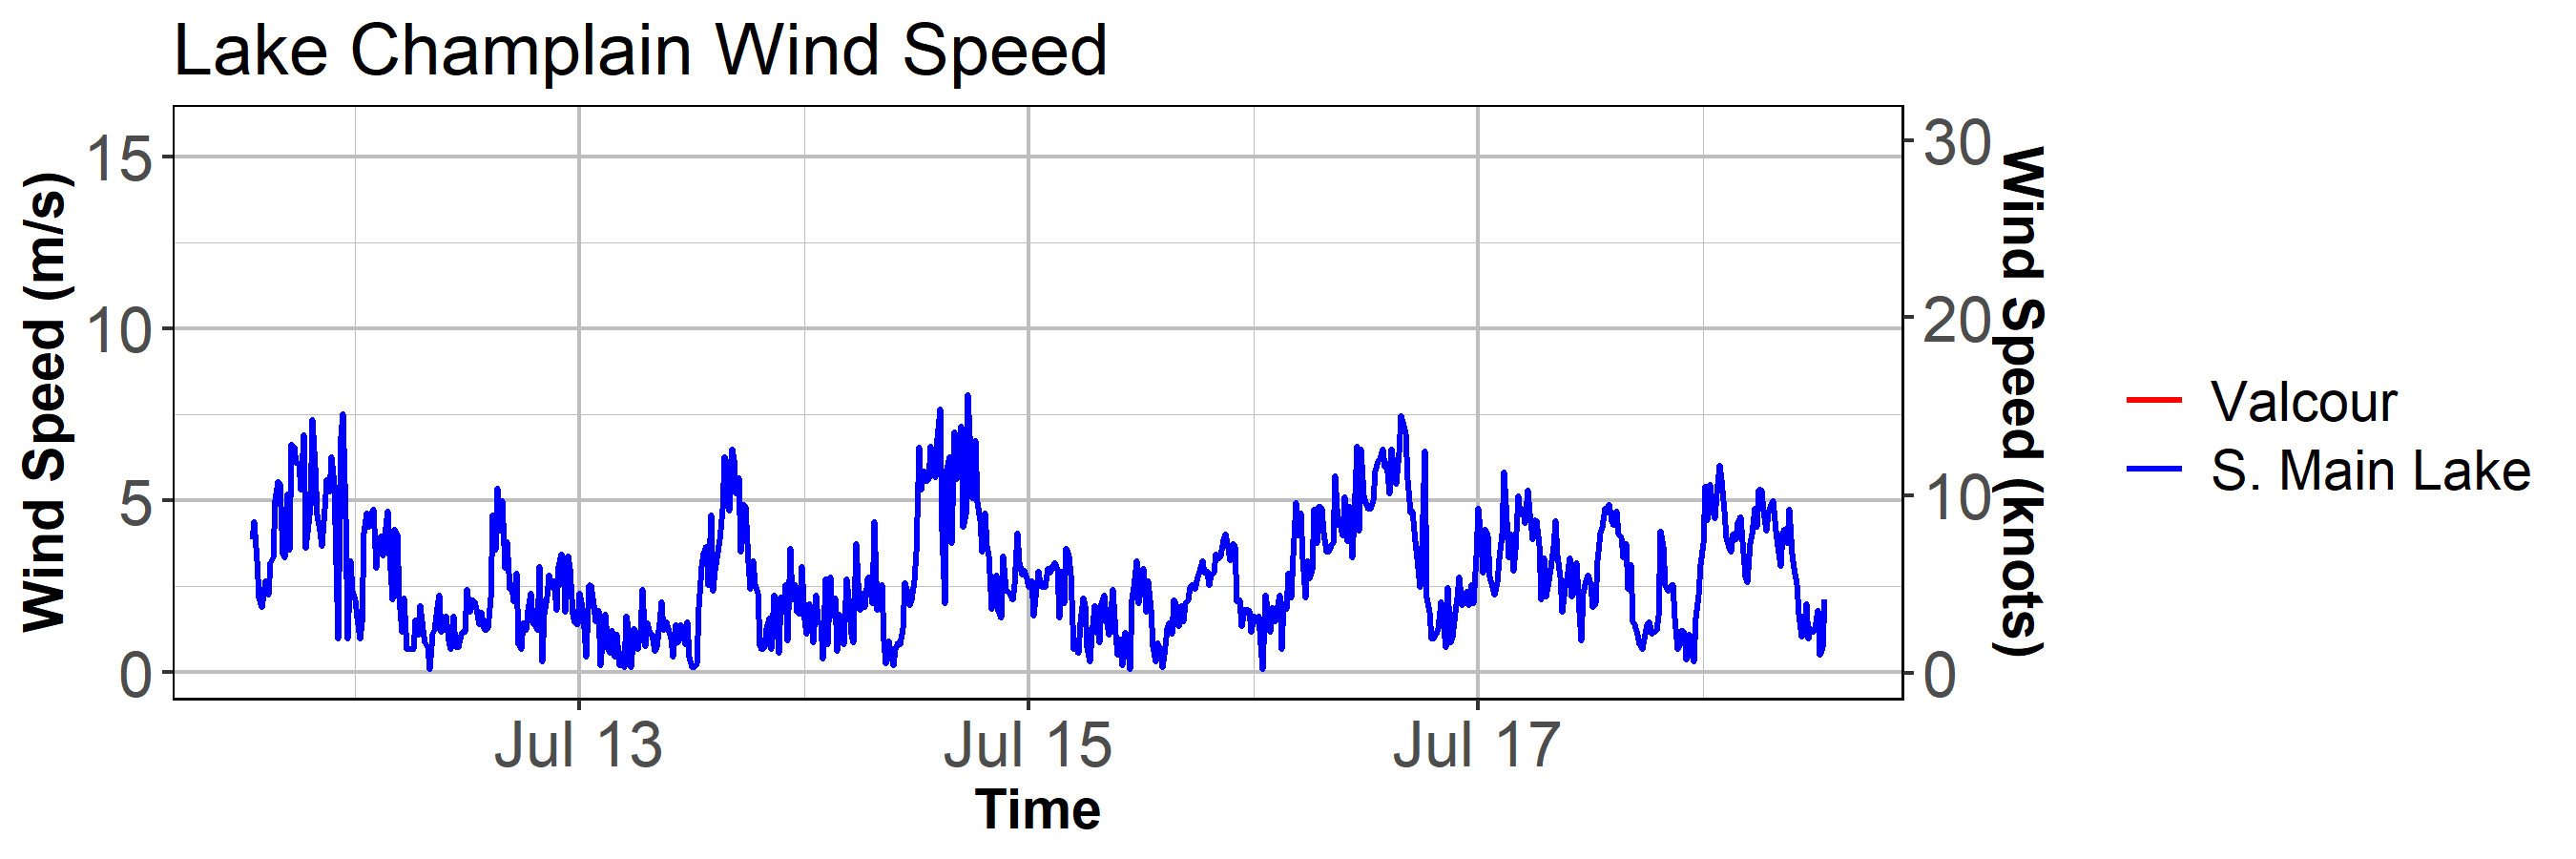 Lake Champlain Wind Speed
Wind Speed (m/s)
15
10
5
0
30
20
10
0
Wind Speed (knots)
Jul 13
Jul 15
Jul 17
Time
Valcour
S. Main Lake